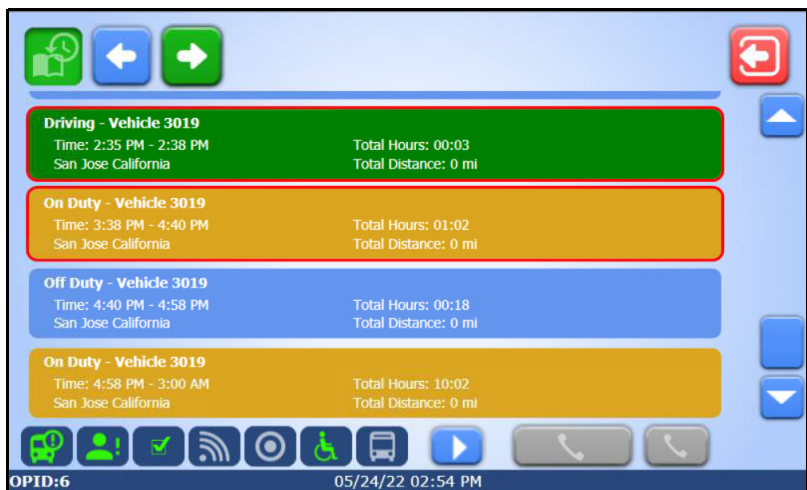 Driving - Vehicle 3019
Time: 2:35 PM - 2:38 PM Total Hours: 00:03
San Jose California Total Distance: 0 mi
On Duty - Vehicle 3019
Time: 3:38 PM - 4:40 PM Total Hours: 01:02
San Jose California Total Distance: 0 mi
Off Duty - Vehicle 3019
Time: 4:40 PM - 4:58 PM Total Hours: 00:18
San Jose California Total Distance: 0 mi
On Duty - Vehicle 3019
Time: 4:58 PM - 3:00 AM Total Hours: 10:02
San Jose California Total Distance: 0 mi
OPID:6 05/24/22 02:54 PM